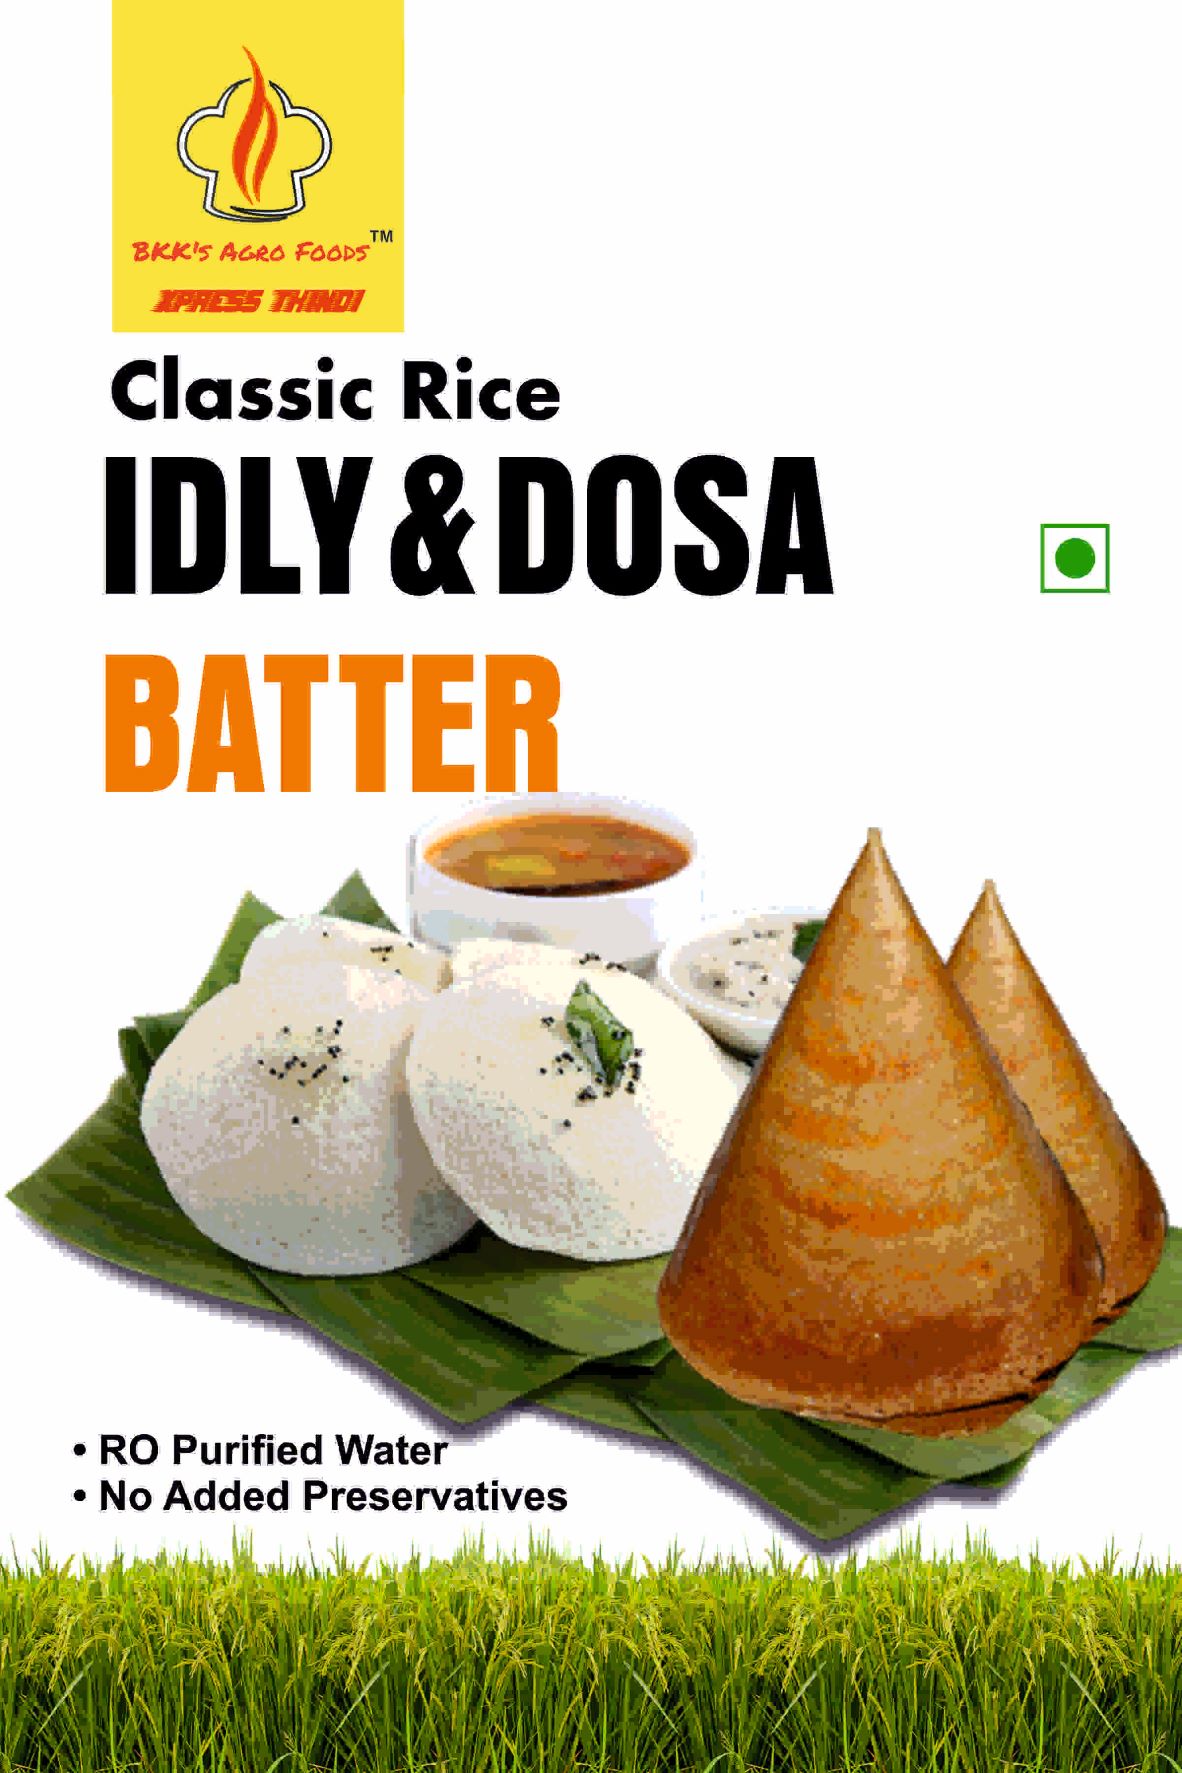 BKK's Agro Foods™
XPRESS THINDI
Classic Rice
IDLY & DOSA
BATTER
• RO Purified Water
• No Added Preservatives